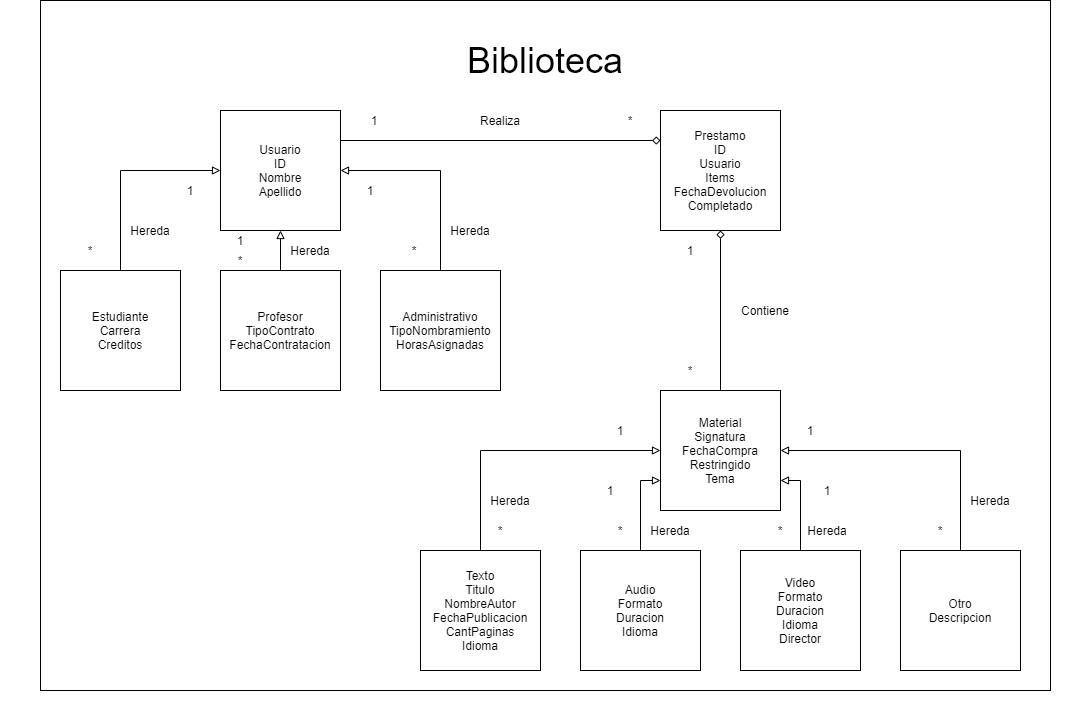 Biblioteca
1
Realiza
*
Usuario
ID
Nombre
Apellido
Prestamo
ID
Usuario
Items
FechaDevolucion
Completado
1
1
Hereda
*
1
*
Hereda
Hereda
*
1
Contiene
*
Estudiante
Carrera
Creditos
Profesor
TipoContrato
FechaContratacion
Administrativo
TipoNombramiento
HorasAsignadas
Material
Signatura
FechaCompra
Restringido
Tema
1
1
1
1
Hereda
*
*
Hereda
*
Hereda
Hereda
*
Texto
Titulo
NombreAutor
FechaPublicacion
CantPaginas
Idioma
Audio
Formato
Duracion
Idioma
Video
Formato
Duracion
Idioma
Director
Otro
Descripcion